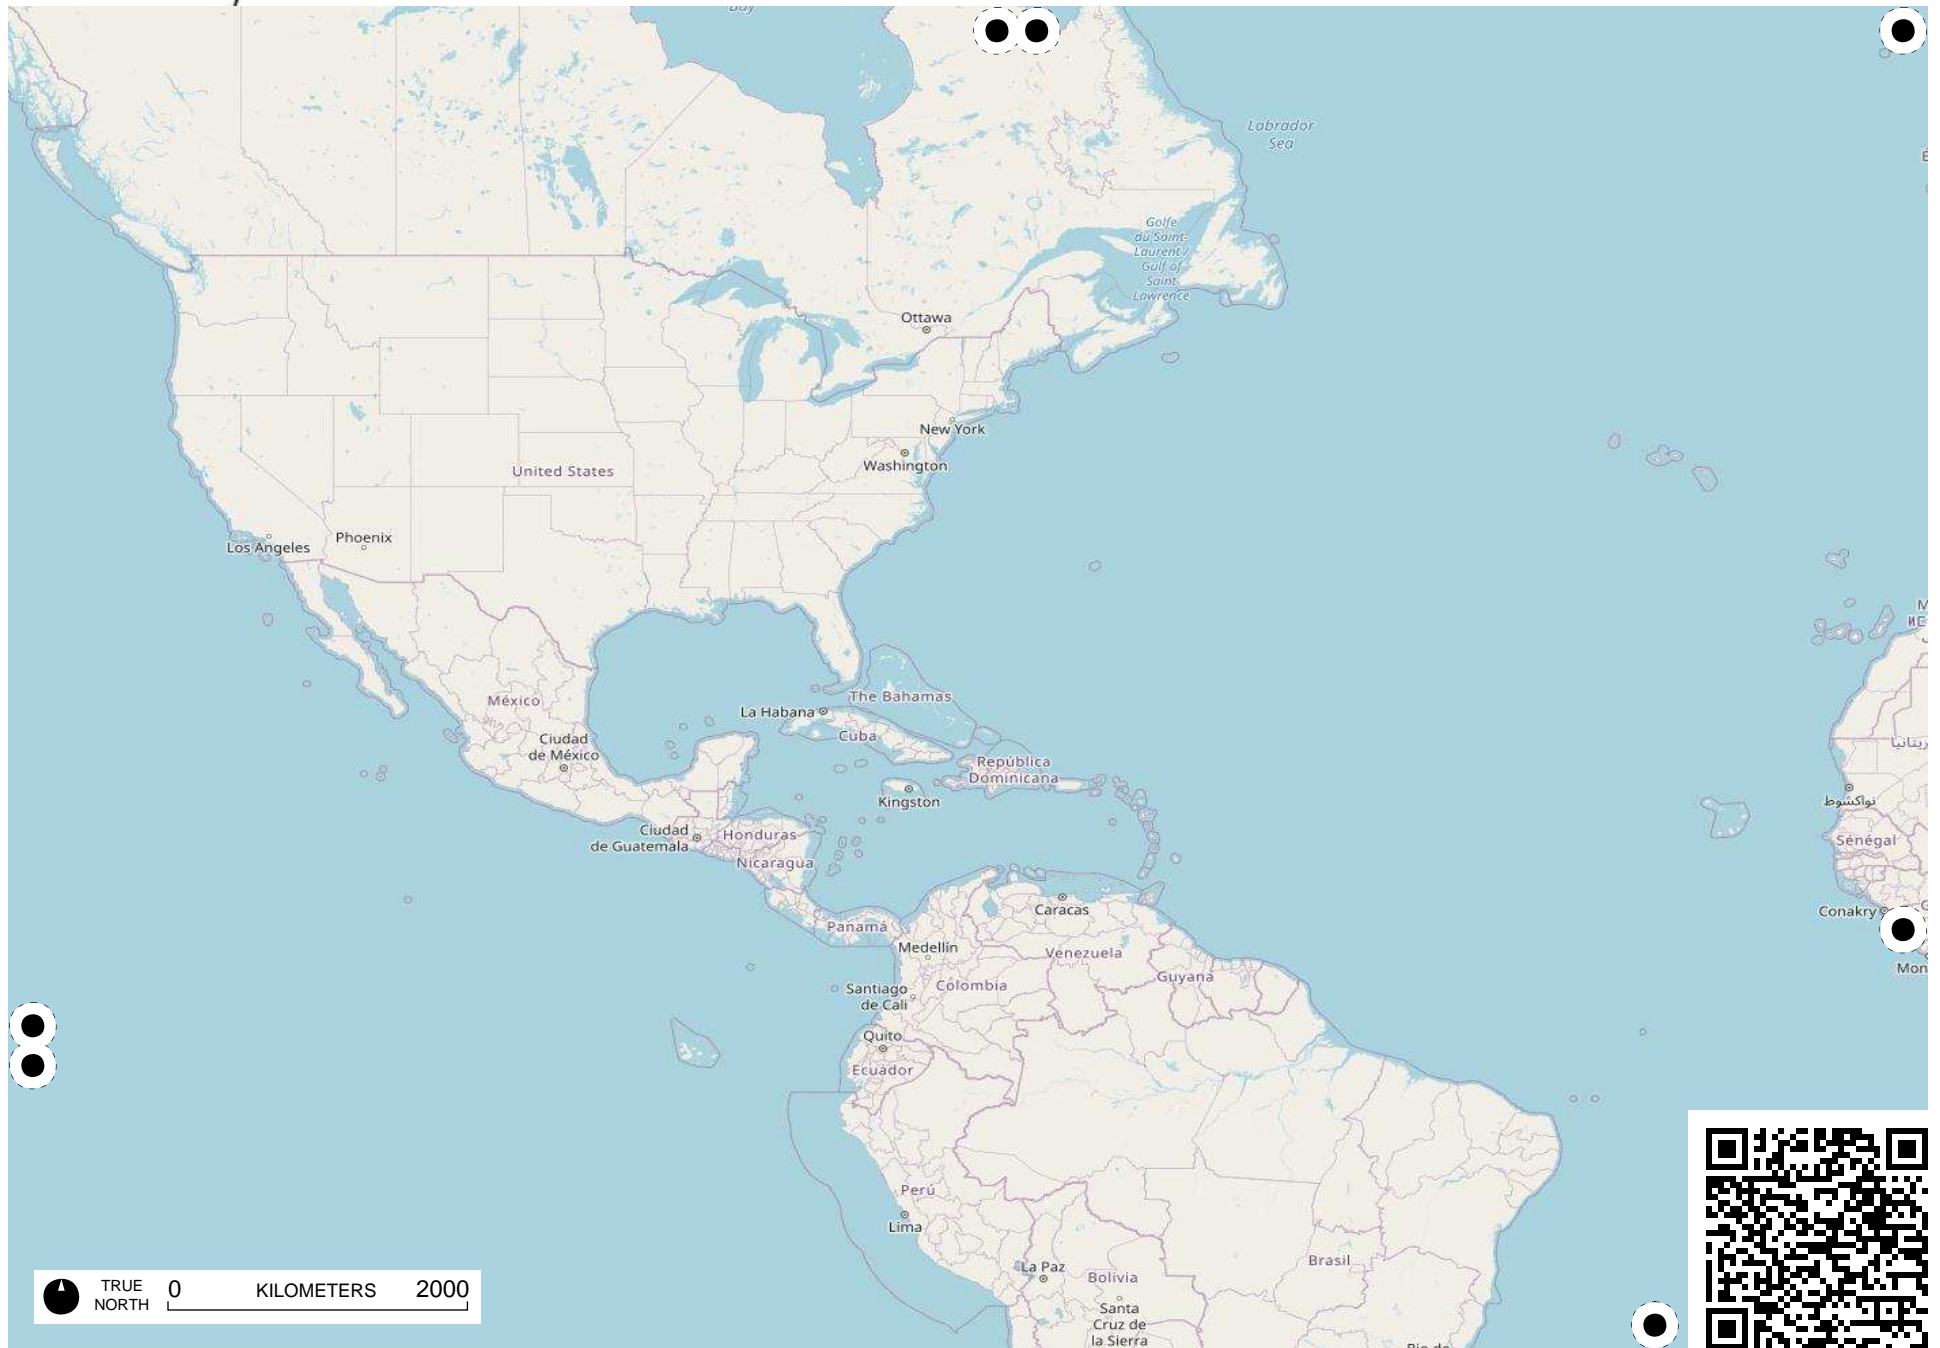 Bay
Labrador
Sea
Golfe
du Saint-
Laurent /
Gulf of
Saint
Lawrence
Ottawa
New York
Washington
United States
Los Angeles
Phoenix
México
Ciudad
de México
La Habana
The Bahamas
Cuba
República
Dominicana
Kingston
Ciudad
de Guatemala
Honduras
Nicaragua
نواكشوط
Sénégal
Conakry
Caracas
Panamá
Medellín
Venezuela
Guyana
Colombia
Santiago
de Cali
Quito
Ecuador
Perú
Lima
La Paz
Bolivia
Brasil
Santa
Cruz de
la Sierra
TRUE
NORTH
0 KILOMETERS 2000